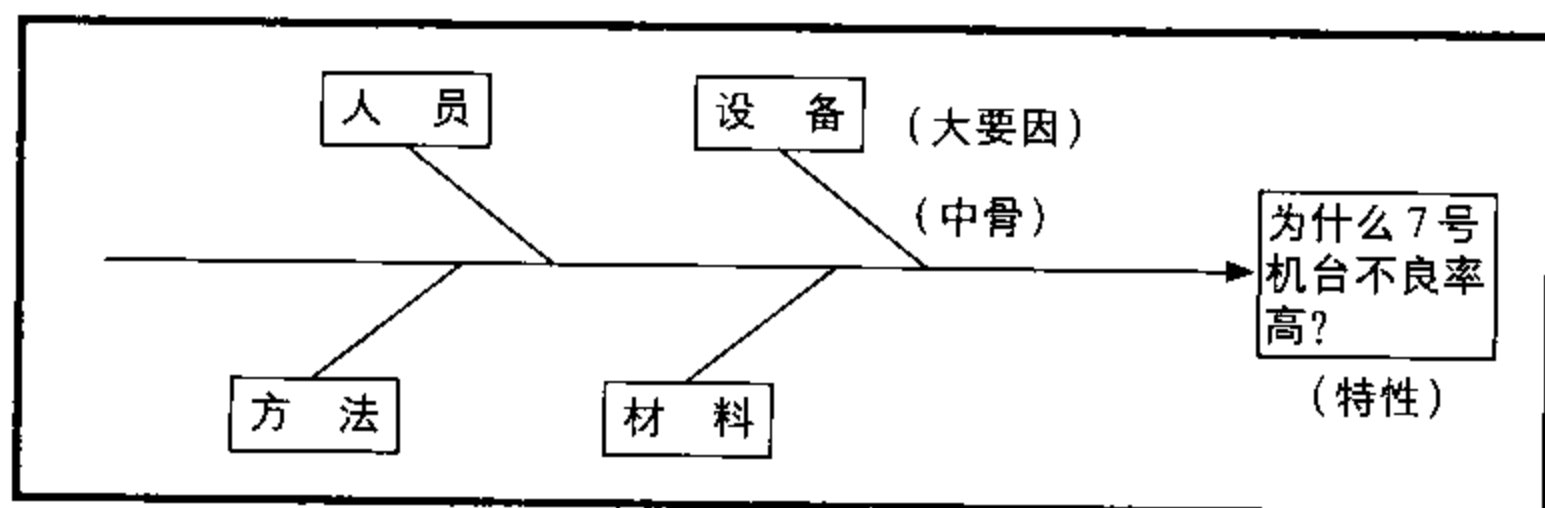 人 员
设 备
（大要因）
（中骨）
为什么7号
机台不良率
高?
（特性）
方 法
材 料